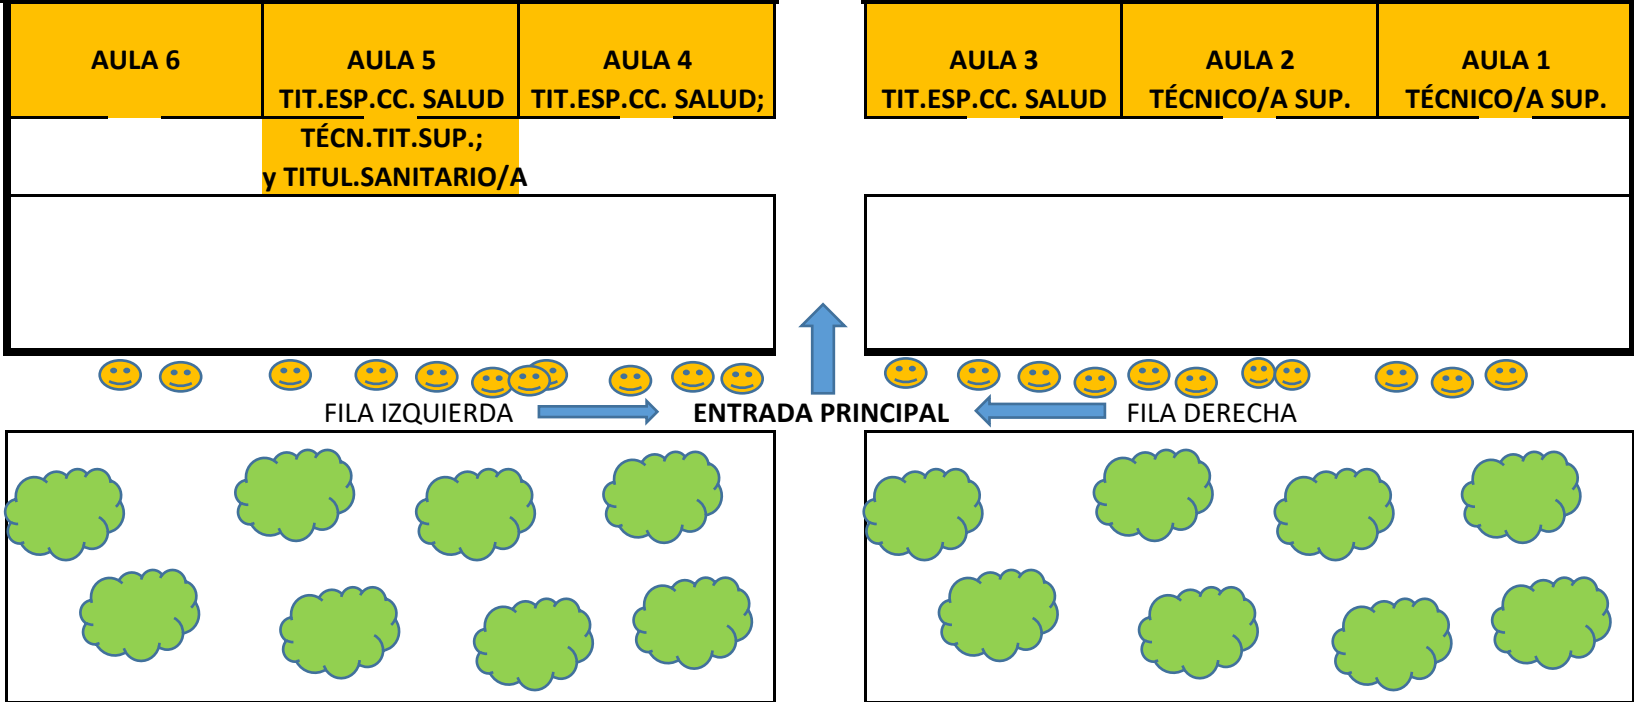 AULA 6 AULA 5 AULA 4 AULA 3 AULA 2 AULA 1
TIT.ESP.CC. SALUD TIT.ESP.CC. SALUD; TIT.ESP.CC. SALUD TÉCNICO/A SUP. TÉCNICO/A SUP.
TÉCN.TIT.SUP.;
y TITUL.SANITARIO/A
FILA IZQUIERDA ENTRADA PRINCIPAL FILA DERECHA